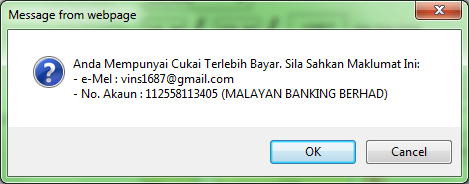 Message from webpage
Anda Mempunyai Cukai Terlebih Bayar. Sila Sahkan Maklumat Ini:
- e-Mel : vins1687@gmail.com
- No. Akaun : 112558113405 (MALAYAN BANKING BERHAD)
OK
Cancel